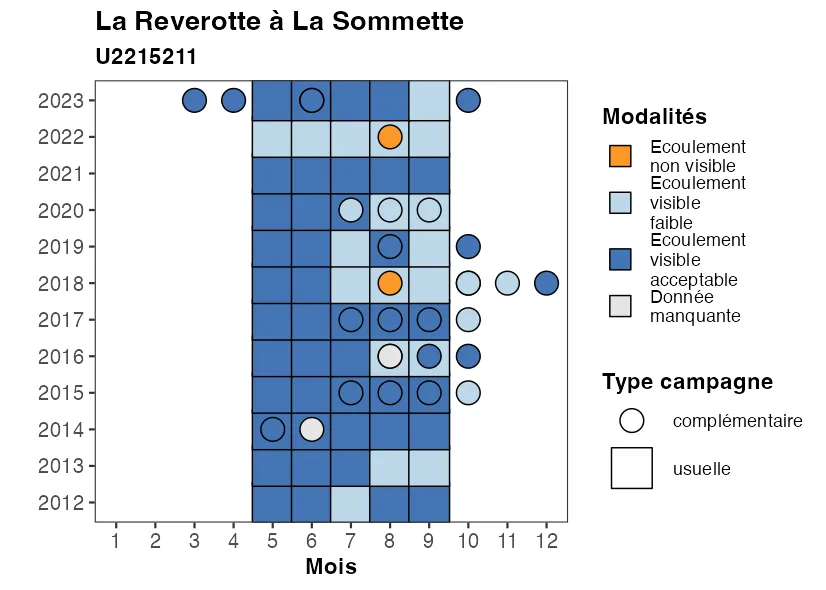 La Reverotte à La Sommette
U2215211
2023
2022
2021
2020
2019
2018
2017
2016
2015
2014
2013
2012
1 2 3 4 5 6 7 8 9 10 11 12
Mois
Modalités
Ecoulement
non visible
Ecoulement
visible
faible
Ecoulement
visible
acceptable
Donnée
manquante
Type campagne
complémentaire
usuelle